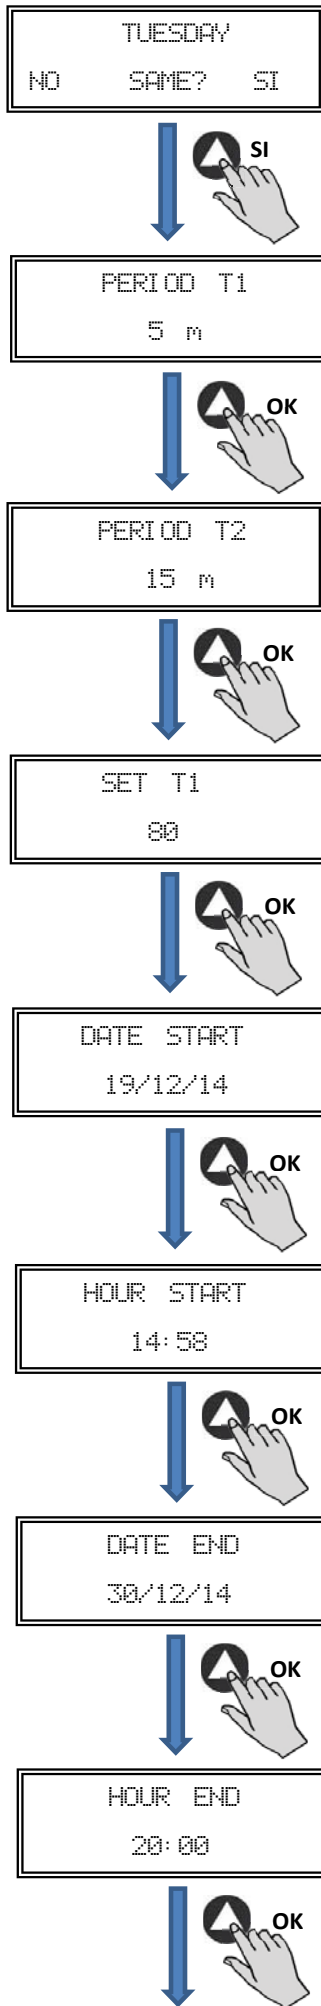 TUESDAY
NO SAME? SI
SI
PERIOD T1
5 m
OK
PERIOD T2
15 m
OK
SET T1
80
OK
DATE START
19/12/14
OK
HOUR START
14:58
OK
DATE END
30/12/14
OK
HOUR END
20:00
OK